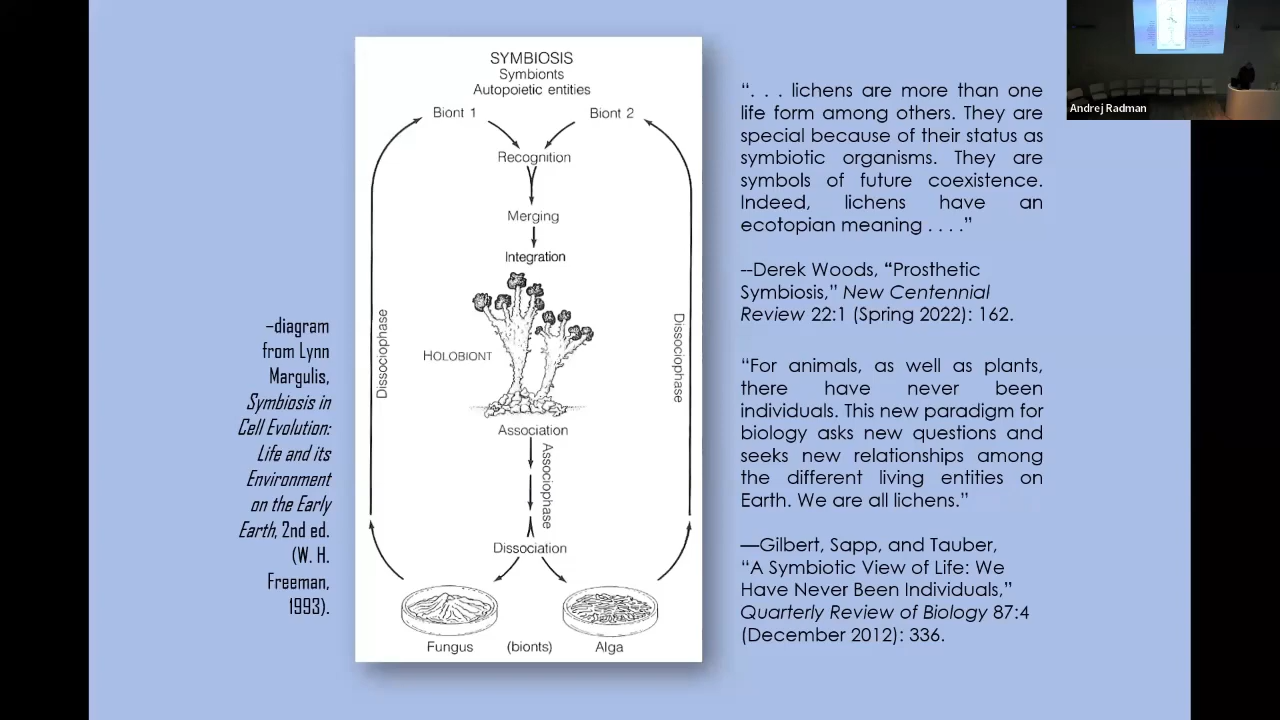 SYMBIOSIS
Symbionts
Autopoietic entities
Biont 1
Biont 2
Recognition
Merging
Integration
HOLOBIONT
Dissociophase
Dissociophase
Association
Associophase
Dissociation
Fungus
(bionts)
Alga
–diagram
from Lynn
Margulis,
Symbiosis in
Cell Evolution:
Life and its
Environment
on the Early
Earth, 2nd ed.
(W. H.
Freeman,
1993).
“. . . lichens are more than one
life form among others. They are
special because of their status as
symbiotic organisms. They are
symbols of future coexistence.
Indeed, lichens have an
ecotopian meaning . . . .”
--Derek Woods, “Prosthetic
Symbiosis,” New Centennial
Review 22:1 (Spring 2022): 162.
“For animals, as well as plants,
there have never been
individuals. This new paradigm for
biology asks new questions and
seeks new relationships among
the different living entities on
Earth. We are all lichens.”
—Gilbert, Sapp, and Tauber,
“A Symbiotic View of Life: We
Have Never Been Individuals,”
Quarterly Review of Biology 87:4
(December 2012): 336.
Andrej Radman